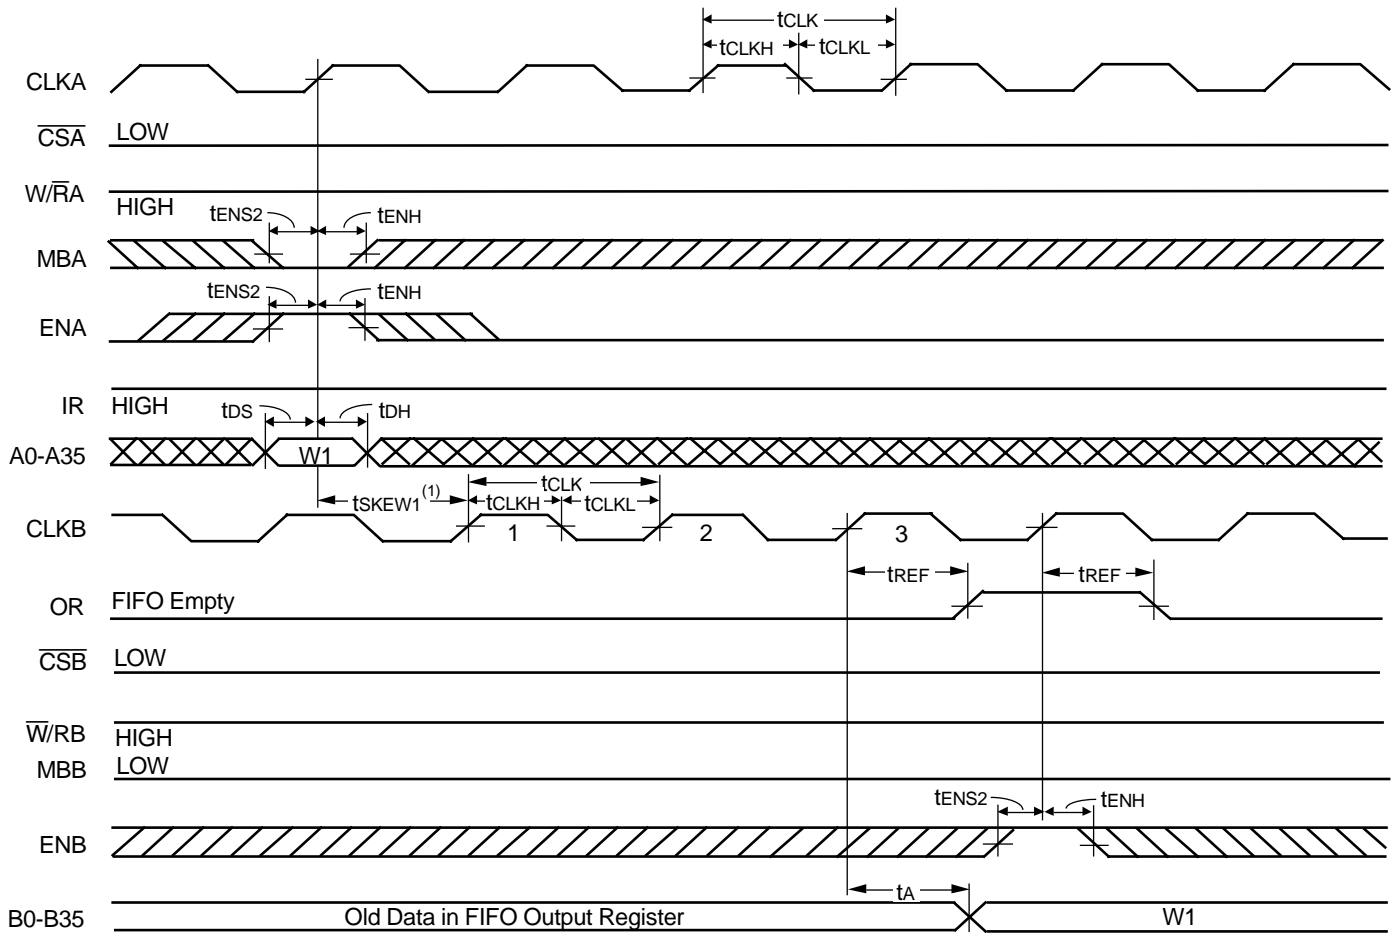 tCLK
tCLKH tCLKL
CLKA
CSA LOW
W/RA
HIGH
tENS2 tENH
MBA
tENS2 tENH
ENA
IR HIGH
tDS tDH
A0-A35 W1
tCLK
tSKEW1(1) tCLKH tCLKL
CLKB 1 2 3
tREF tREF
OR FIFO Empty
CSB LOW
W/RB
HIGH
MBB LOW
tENS2 tENH
ENB
tA
B0-B35 Old Data in FIFO Output Register W1